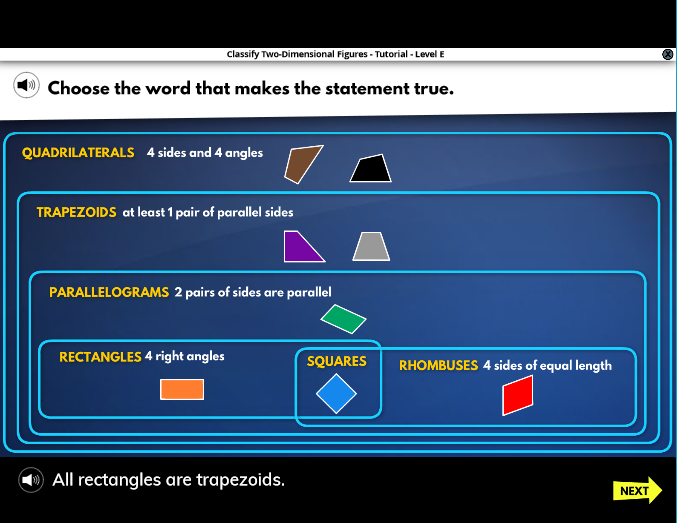 Classify Two-Dimensional Figures - Tutorial - Level E
Choose the word that makes the statement true.
QUADRILATERALS 4 sides and 4 angles
TRAPEZOIDS at least 1 pair of parallel sides
PARALLELOGRAMS 2 pairs of sides are parallel
RECTANGLES 4 right angles
SQUARES
RHOMBUSES 4 sides of equal length
All rectangles are trapezoids.
NEXT